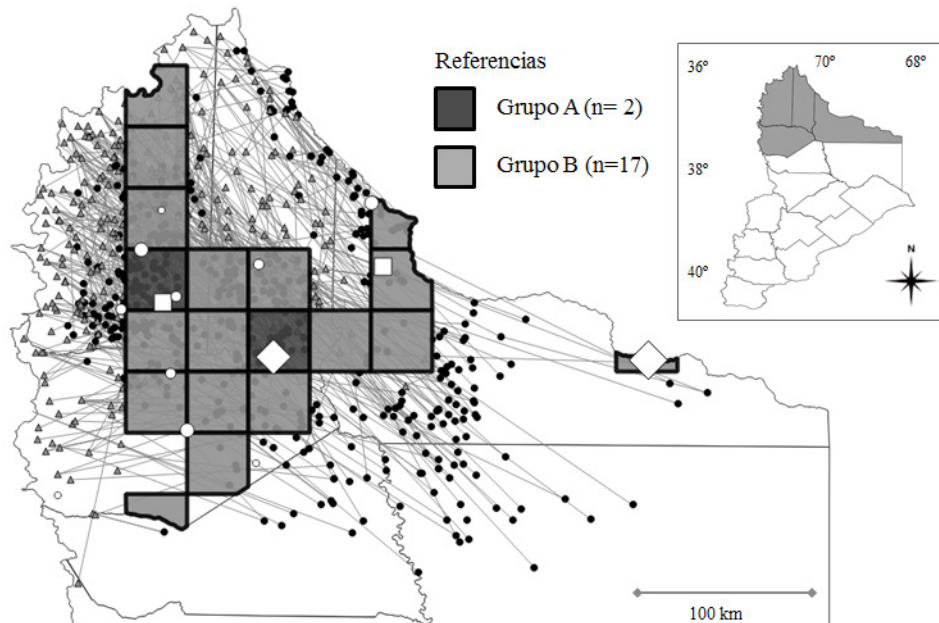 Referencias
Grupo A (n= 2)
Grupo B (n=17)
36° 70° 68°
38°
40°
N
100 km